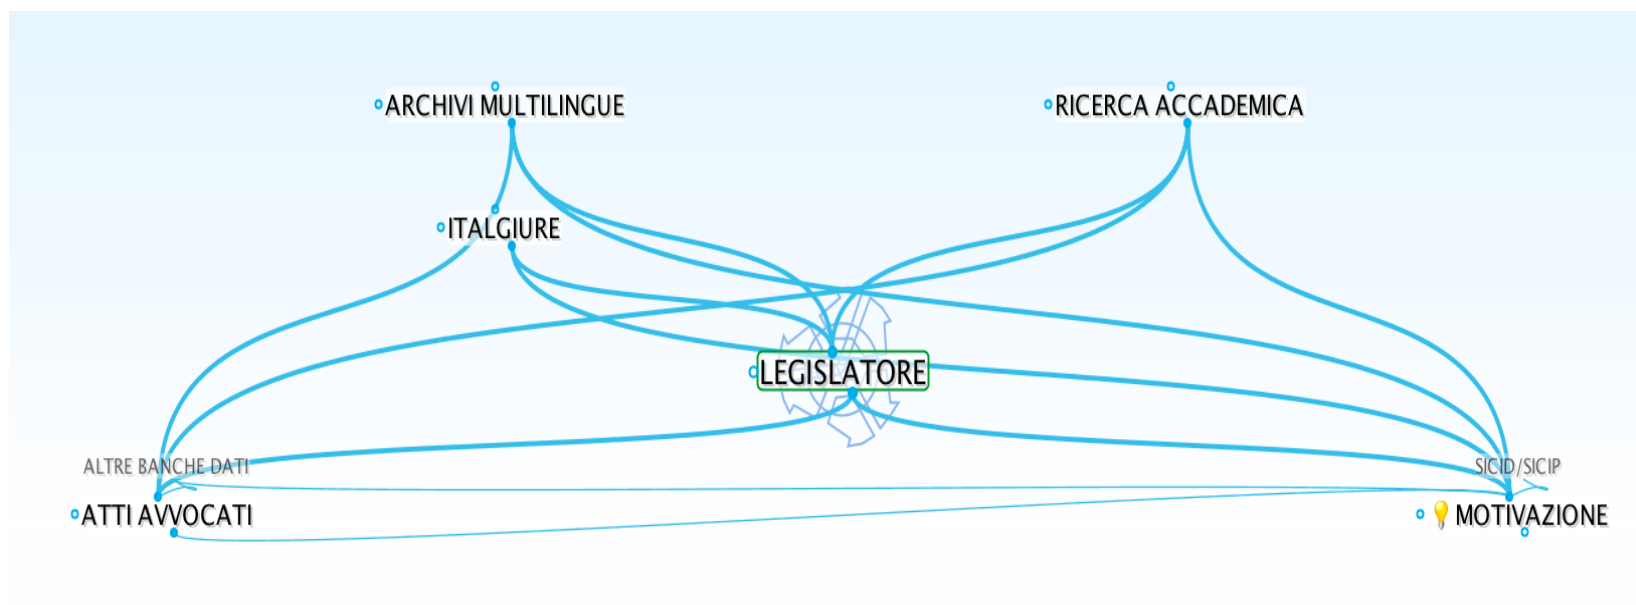 ARCHIVI MULTILINGUE
RICERCA ACCADEMICA
ITALGIURE
LEGISLATORE
ALTRE BANCHE DATI
SICID/SICIP
ATTI AVVOCATI
MOTIVAZIONE